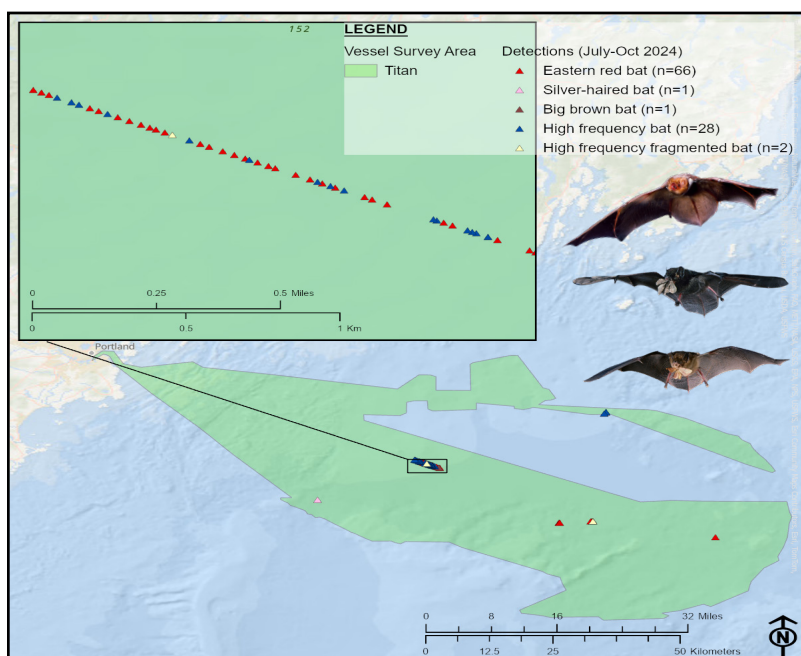 152
LEGEND
Vessel Survey Area
Titan
Detections (July-Oct 2024)
Eastern red bat (n=66)
Silver-haired bat (n=1)
Big brown bat (n=1)
High frequency bat (n=28)
High frequency fragmented bat (n=2)
0 0.25 0.5 Miles
0 0.5 1 Km
Portland
0 8 16 32 Miles
0 12.5 25 50 Kilometers
N